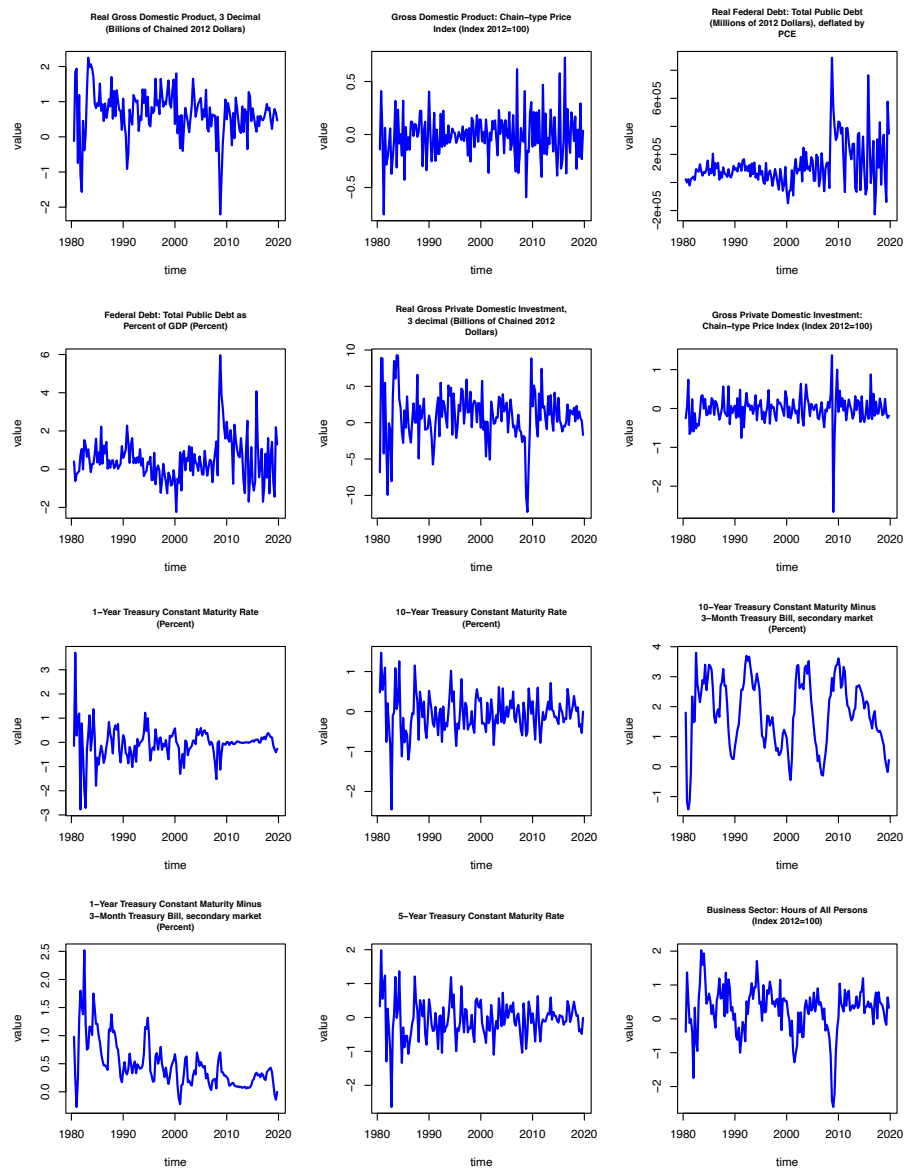 Real Gross Domestic Product, 3 Decimal
(Billions of Chained 2012 Dollars)
value
2
1
0
−1
−2
1980 1990 2000 2010 2020
time
Gross Domestic Product: Chain−type Price
Index (Index 2012=100)
value
0.5
0.0
−0.5
1980 1990 2000 2010 2020
time
Real Federal Debt: Total Public Debt
(Millions of 2012 Dollars), deflated by
PCE
value
6e+05
2e+05
−2e+05
1980 1990 2000 2010 2020
time
Federal Debt: Total Public Debt as
Percent of GDP (Percent)
value
6
4
2
0
−2
1980 1990 2000 2010 2020
time
Real Gross Private Domestic Investment,
3 decimal (Billions of Chained 2012
Dollars)
value
10
5
0
−5
−10
1980 1990 2000 2010 2020
time
Gross Private Domestic Investment:
Chain−type Price Index (Index 2012=100)
value
1
0
−1
−2
1980 1990 2000 2010 2020
time
1−Year Treasury Constant Maturity Rate
(Percent)
value
3
2
1
0
−1
−2
−3
1980 1990 2000 2010 2020
time
10−Year Treasury Constant Maturity Rate
(Percent)
value
1
0
−1
−2
1980 1990 2000 2010 2020
time
10−Year Treasury Constant Maturity Minus
3−Month Treasury Bill, secondary market
(Percent)
value
4
3
2
1
0
−1
1980 1990 2000 2010 2020
time
1−Year Treasury Constant Maturity Minus
3−Month Treasury Bill, secondary market
(Percent)
value
2.5
2.0
1.5
1.0
0.5
0.0
1980 1990 2000 2010 2020
time
5−Year Treasury Constant Maturity Rate
value
2
1
0
−1
−2
1980 1990 2000 2010 2020
time
Business Sector: Hours of All Persons
(Index 2012=100)
value
2
1
0
−1
−2
1980 1990 2000 2010 2020
time